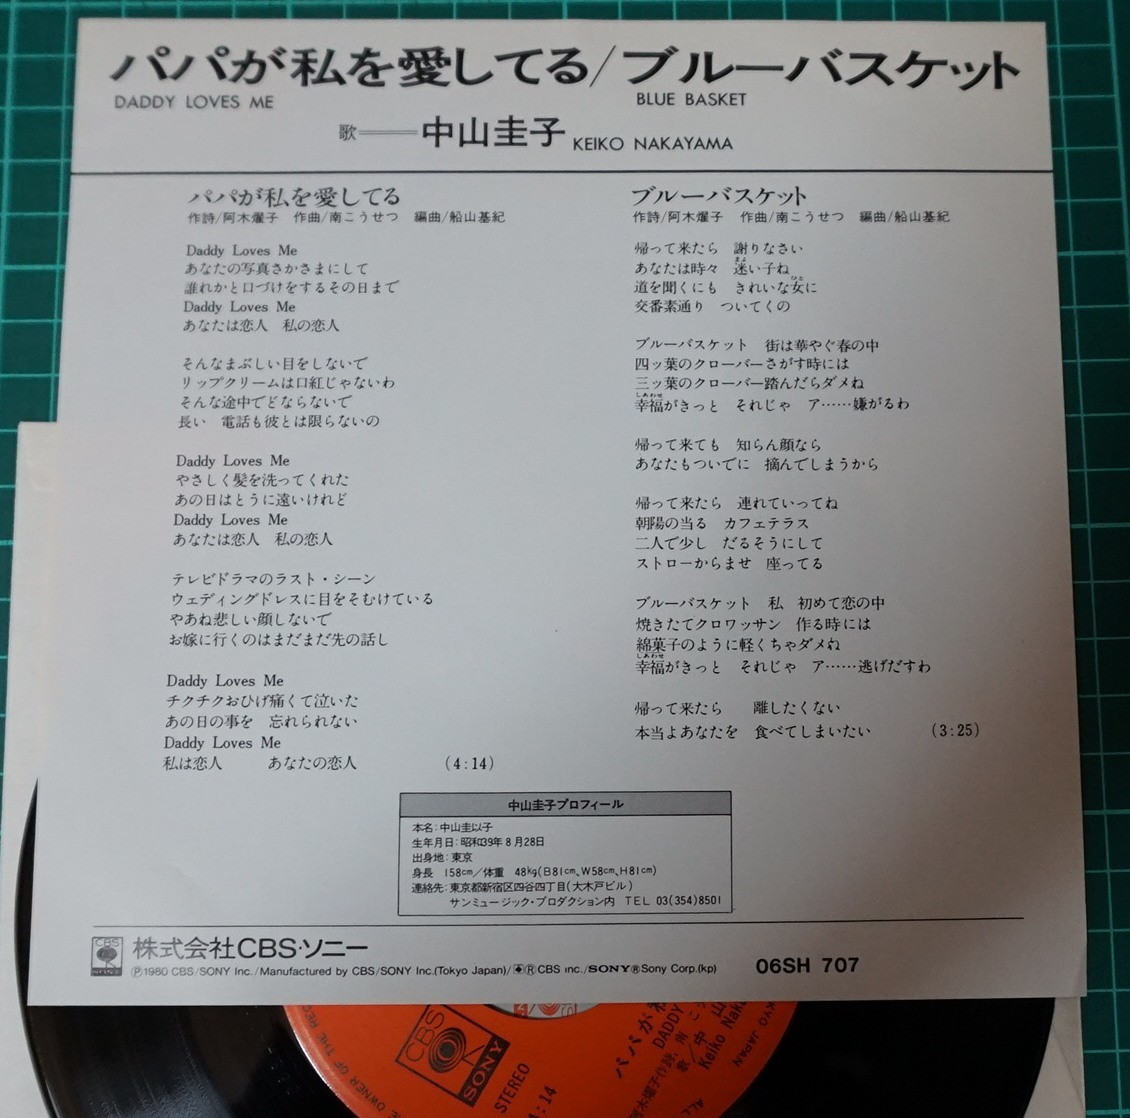 パパが私を愛してる/ブルーバスケット
DADDY LOVES ME
BLUE BASKET
歌──中山圭子 KEIKO NAKAYAMA
パパが私を愛してる
作詩/阿木燿子 作曲/南こうせつ 編曲/船山基紀
Daddy Loves Me
あなたの写真さかさまにして
誰れかと口づけをするその日まで
Daddy Loves Me
あなたは恋人 私の恋人
そんなまぶしい目をしないで
リップクリームは口紅じゃないわ
そんな途中でどならないで
長い 電話も彼とは限らないの
Daddy Loves Me
やさしく髪を洗ってくれた
あの日はとうに遠いけれど
Daddy Loves Me
あなたは恋人 私の恋人
テレビドラマのラスト・シーン
ウェディングドレスに目をそむけている
やあね悲しい顔しないで
お嫁に行くのはまだまだ先の話し
Daddy Loves Me
チクチクおひげ痛くて泣いた
あの日の事を 忘れられない
Daddy Loves Me
私は恋人 あなたの恋人 (4:14)
ブルーバスケット
作詩/阿木燿子 作曲/南こうせつ 編曲/船山基紀
帰って来たら 謝りなさい
あなたは時々 迷い子ね
道を聞くにも きれいな女に
交番素通り ついてくの
ブルーバスケット 街は華やぐ春の中
四ッ葉のクローバーさがす時には
三ッ葉のクローバー踏んだらダメね
幸福がきっと それじゃ ア……嫌がるわ
帰って来ても 知らん顔なら
あなたもついでに 摘んでしまうから
帰って来たら 連れていってね
朝陽の当る カフェテラス
二人で少し だるそうにして
ストローからませ 座ってる
ブルーバスケット 私 初めて恋の中
焼きたてクロワッサン 作る時には
綿菓子のように軽くちゃダメね
幸福がきっと それじゃ ア……逃げだすわ
帰って来たら 離したくない
本当よあなたを 食べてしまいたい (3:25)
中山圭子プロフィール
本名:中山圭以子
生年月日:昭和39年8月28日
出身地:東京
身長 158cm/体重 48kg(B81cm、W58cm、H81cm)
連絡先:東京都新宿区四谷四丁目(大木戸ビル)
サンミュージック・プロダクション内 TEL 03(354)8501
CBS SONY
株式会社CBS・ソニー
Ⓟ1980 CBS/SONY Inc./Manufactured by CBS/SONY Inc.(Tokyo Japan)/Ⓡ CBS inc./SONY®Sony Corp.(kp)
06SH 707
CBS SONY
STEREO
パパが私
DADDY
作詩、南こう
歌/中山
Keiko Naka
OWNER OF THE REC
KYO, JAPAN